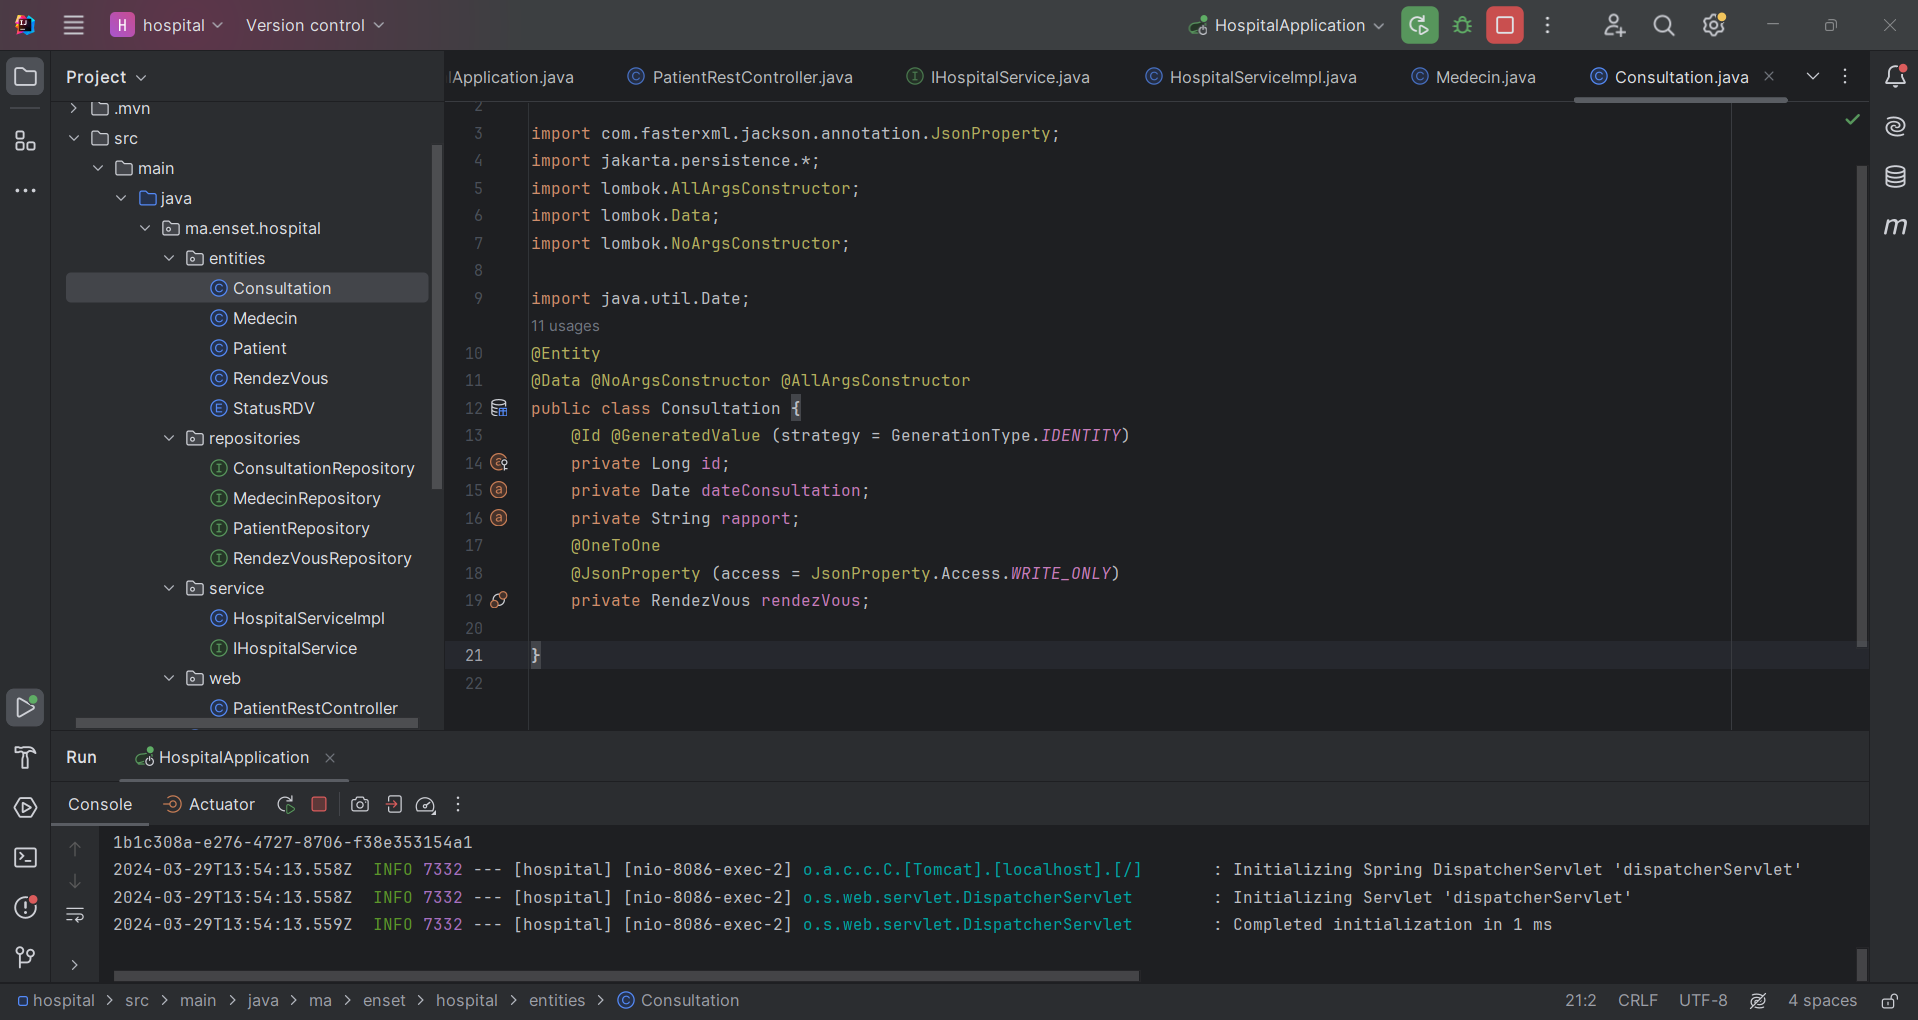 H hospital Version control HospitalApplication
Project
Application.java PatientRestController.java IHospitalService.java HospitalServiceImpl.java Medecin.java Consultation.java
.mvn
src
main
java
ma.enset.hospital
entities
Consultation
Medecin
Patient
RendezVous
StatusRDV
repositories
ConsultationRepository
MedecinRepository
PatientRepository
RendezVousRepository
service
HospitalServiceImpl
IHospitalService
web
PatientRestController
2
3 import com.fasterxml.jackson.annotation.JsonProperty;
4 import jakarta.persistence.*;
5 import lombok.AllArgsConstructor;
6 import lombok.Data;
7 import lombok.NoArgsConstructor;
8
9 import java.util.Date;
11 usages
10 @Entity
11 @Data @NoArgsConstructor @AllArgsConstructor
12 public class Consultation {
13 @Id @GeneratedValue (strategy = GenerationType.IDENTITY)
14 private Long id;
15 private Date dateConsultation;
16 private String rapport;
17 @OneToOne
18 @JsonProperty (access = JsonProperty.Access.WRITE_ONLY)
19 private RendezVous rendezVous;
20
21 }
22
Run HospitalApplication
Console Actuator
1b1c308a-e276-4727-8706-f38e353154a1
2024-03-29T13:54:13.558Z INFO 7332 --- [hospital] [nio-8086-exec-2] o.a.c.c.C.[Tomcat].[localhost].[/] : Initializing Spring DispatcherServlet 'dispatcherServlet'
2024-03-29T13:54:13.558Z INFO 7332 --- [hospital] [nio-8086-exec-2] o.s.web.servlet.DispatcherServlet : Initializing Servlet 'dispatcherServlet'
2024-03-29T13:54:13.559Z INFO 7332 --- [hospital] [nio-8086-exec-2] o.s.web.servlet.DispatcherServlet : Completed initialization in 1 ms
hospital > src > main > java > ma > enset > hospital > entities > Consultation 21:2 CRLF UTF-8 4 spaces